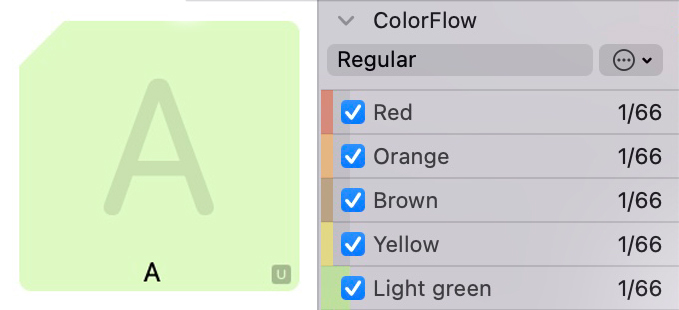 A
A
U
ColorFlow
Regular
Red 1/66
Orange 1/66
Brown 1/66
Yellow 1/66
Light green 1/66